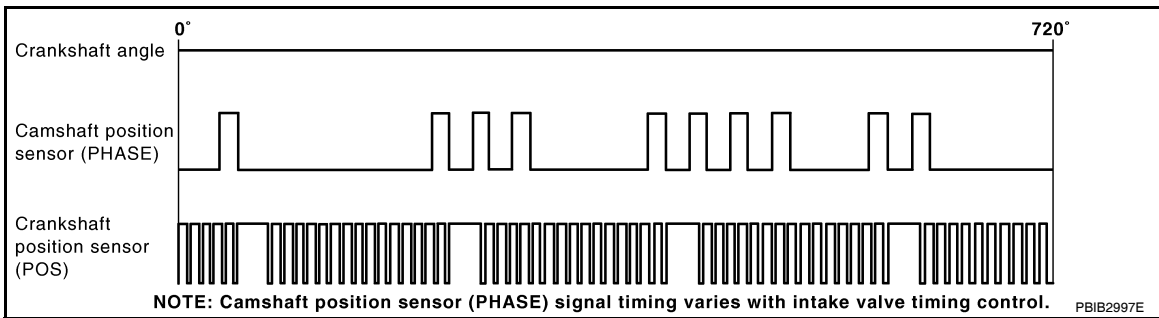 0° 720°
Crankshaft angle
Camshaft position
sensor (PHASE)
Crankshaft
position sensor
(POS)
NOTE: Camshaft position sensor (PHASE) signal timing varies with intake valve timing control.
PBIB2997E